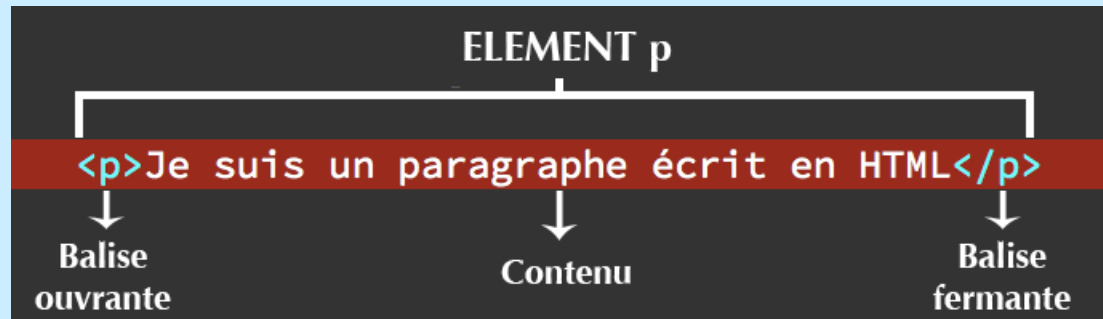 ELEMENT p
<p>Je suis un paragraphe écrit en HTML</p>
Balise
ouvrante
Contenu
Balise
fermante